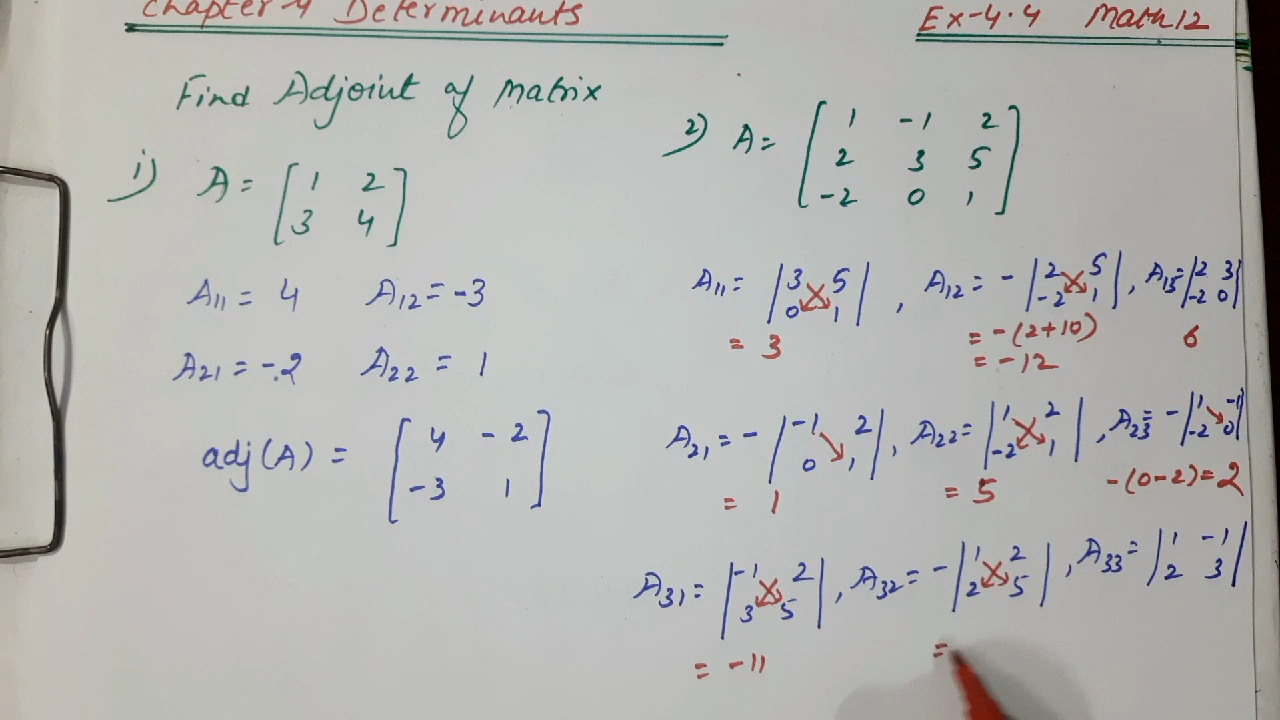 Chapter-4 Determinants
Ex-4.4 Math 12
Find Adjoint of Matrix
i) A = [1 2
3 4]
A11 = 4 A12 = -3
A21 = -2 A22 = 1
adj(A) = [4 -2
-3 1]
2) A = [1 -1 2
2 3 5
-2 0 1]
A11 = |3 5
0 1| , A12 = - |2 5
-2 1| , A13 = |2 3
-2 0|
= 3 = -(2+10) 6
= -12
A21 = - |-1 2
0 1| , A22 = |1 2
-2 1| , A23 = - |1 -1
-2 0|
= 1 = 5 -(0-2) = 2
A31 = |-1 2
3 5| , A32 = - |1 2
2 5| , A33 = |1 -1
2 3|
= -11 =